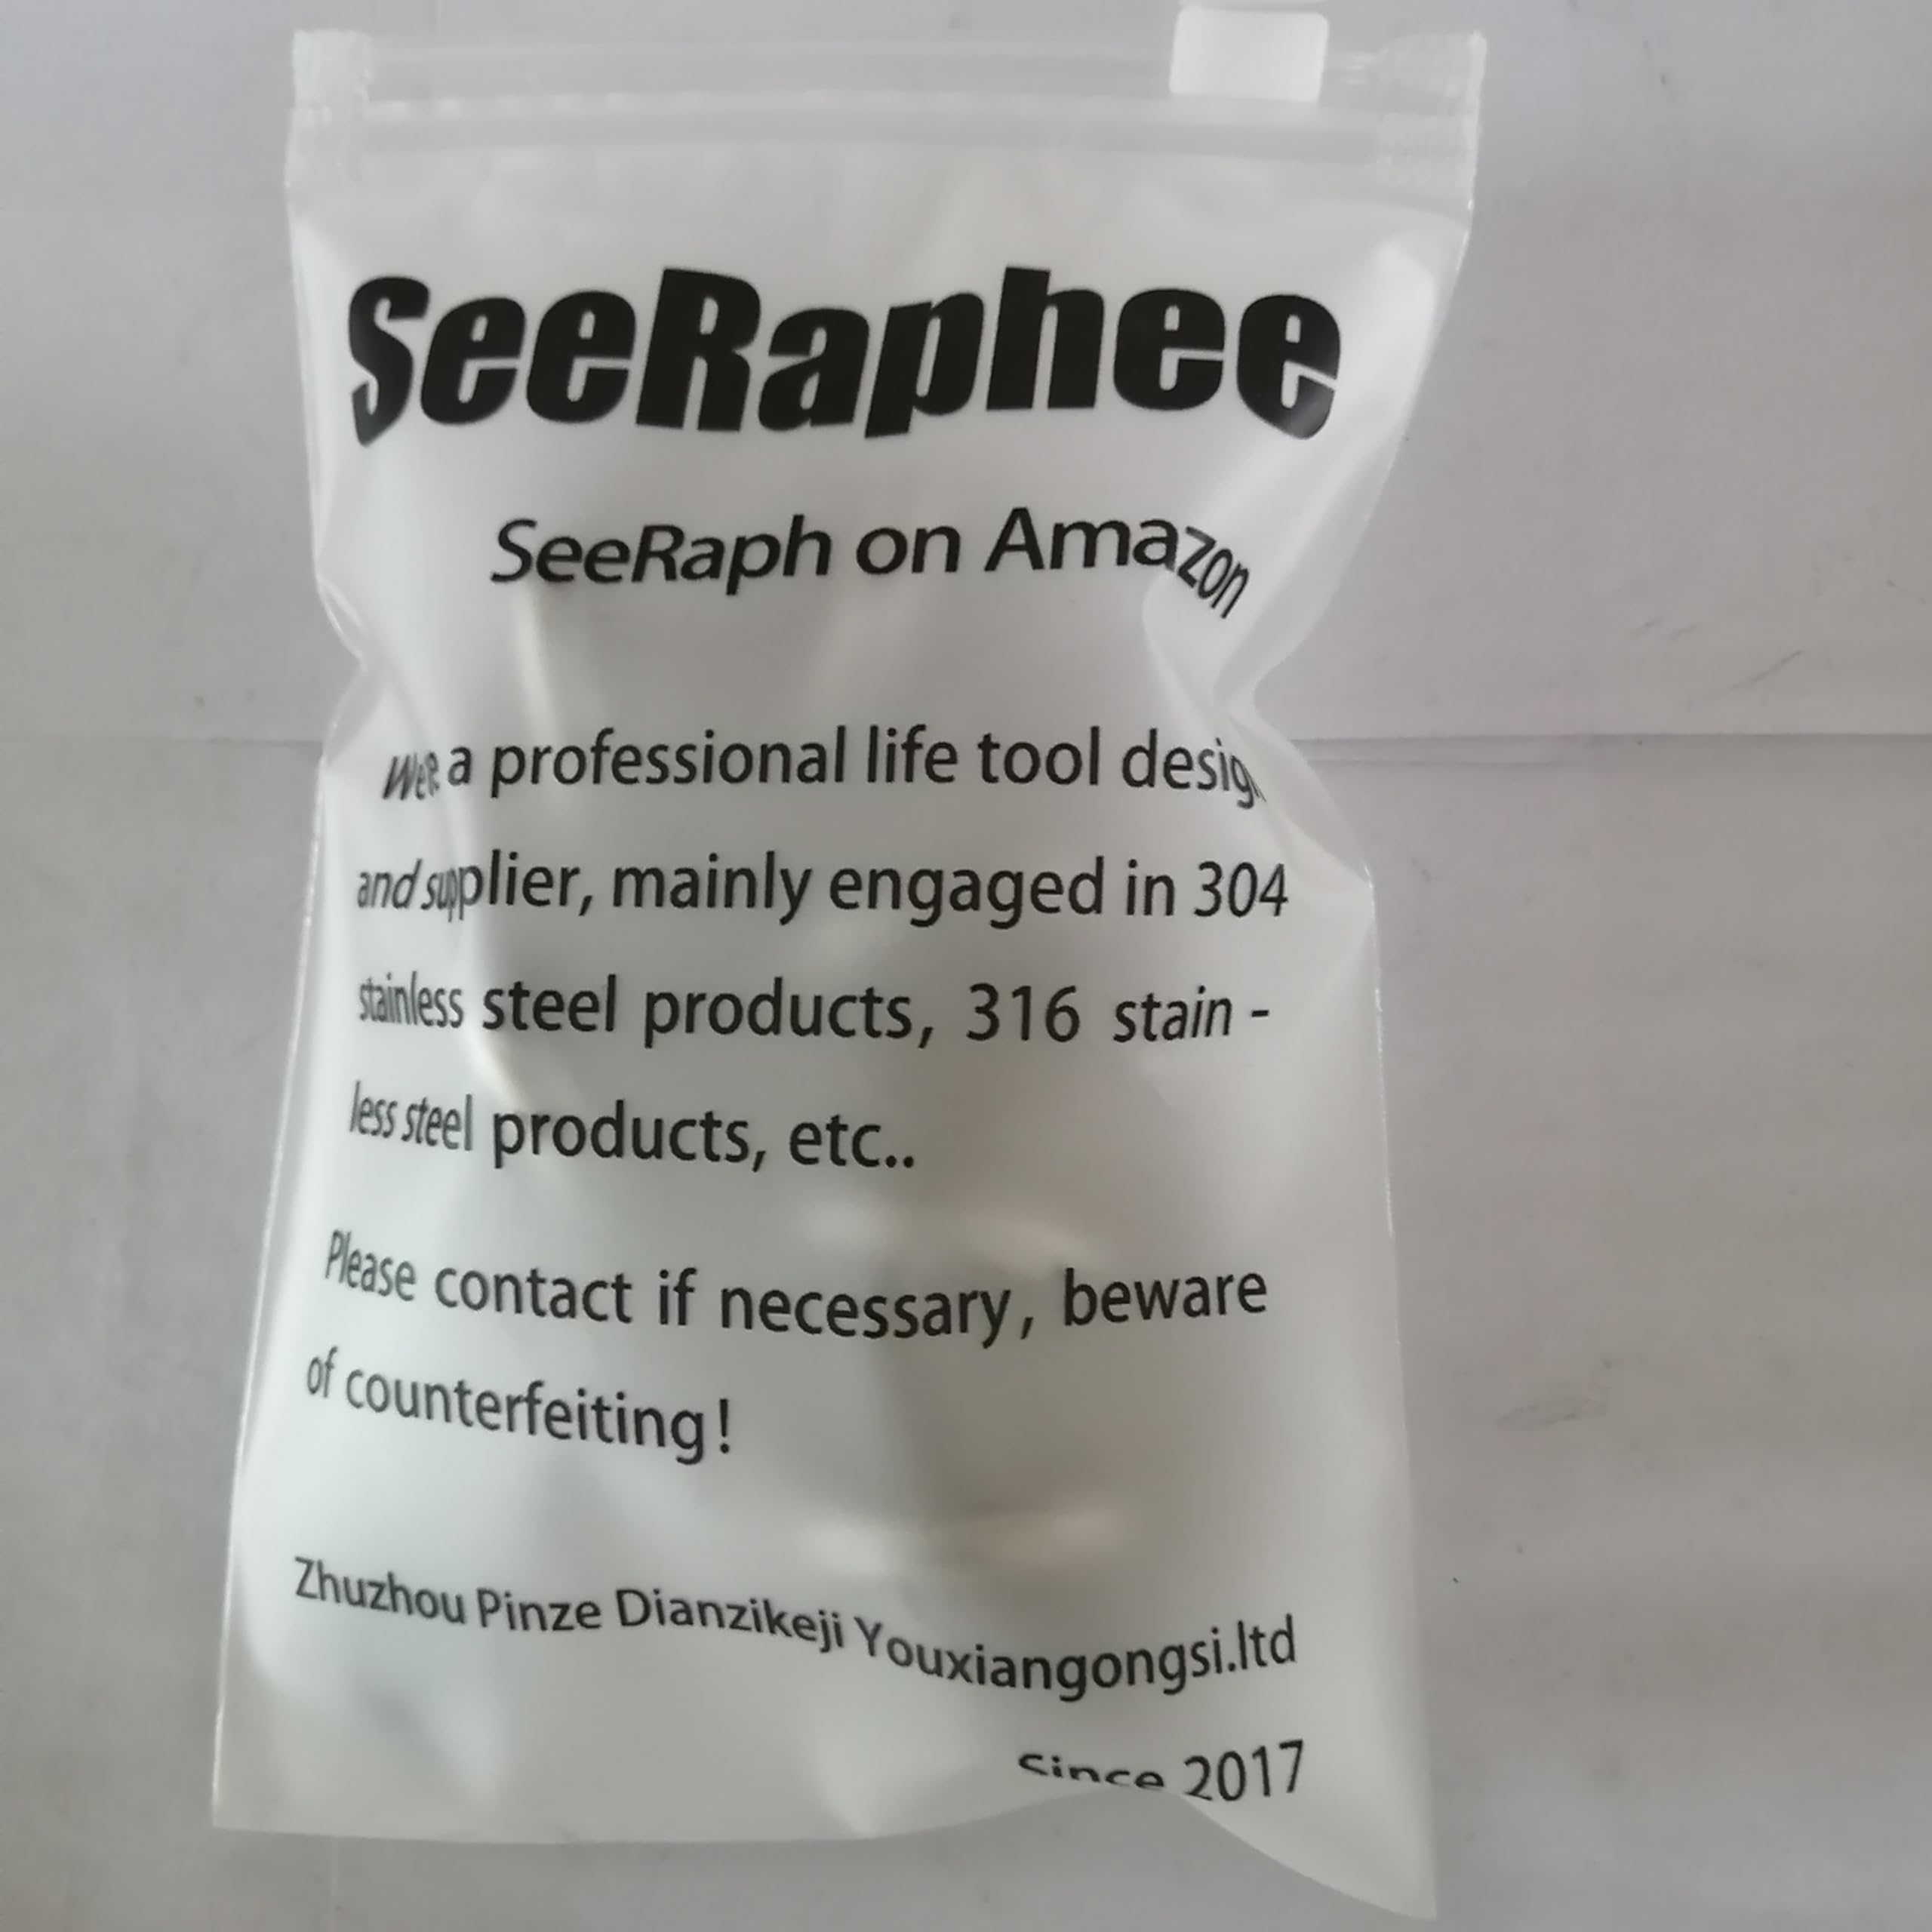 SeeRaphee
SeeRaph on Amazon
a professional life tool
and supplier, mainly engaged in 304
stainless steel products, 316 stain -
less steel products, etc..
Please contact if necessary, beware
of counterfeiting!
Zhuzhou Pinze Dianzikeji Youxiangongsi.ltd
Since 2017